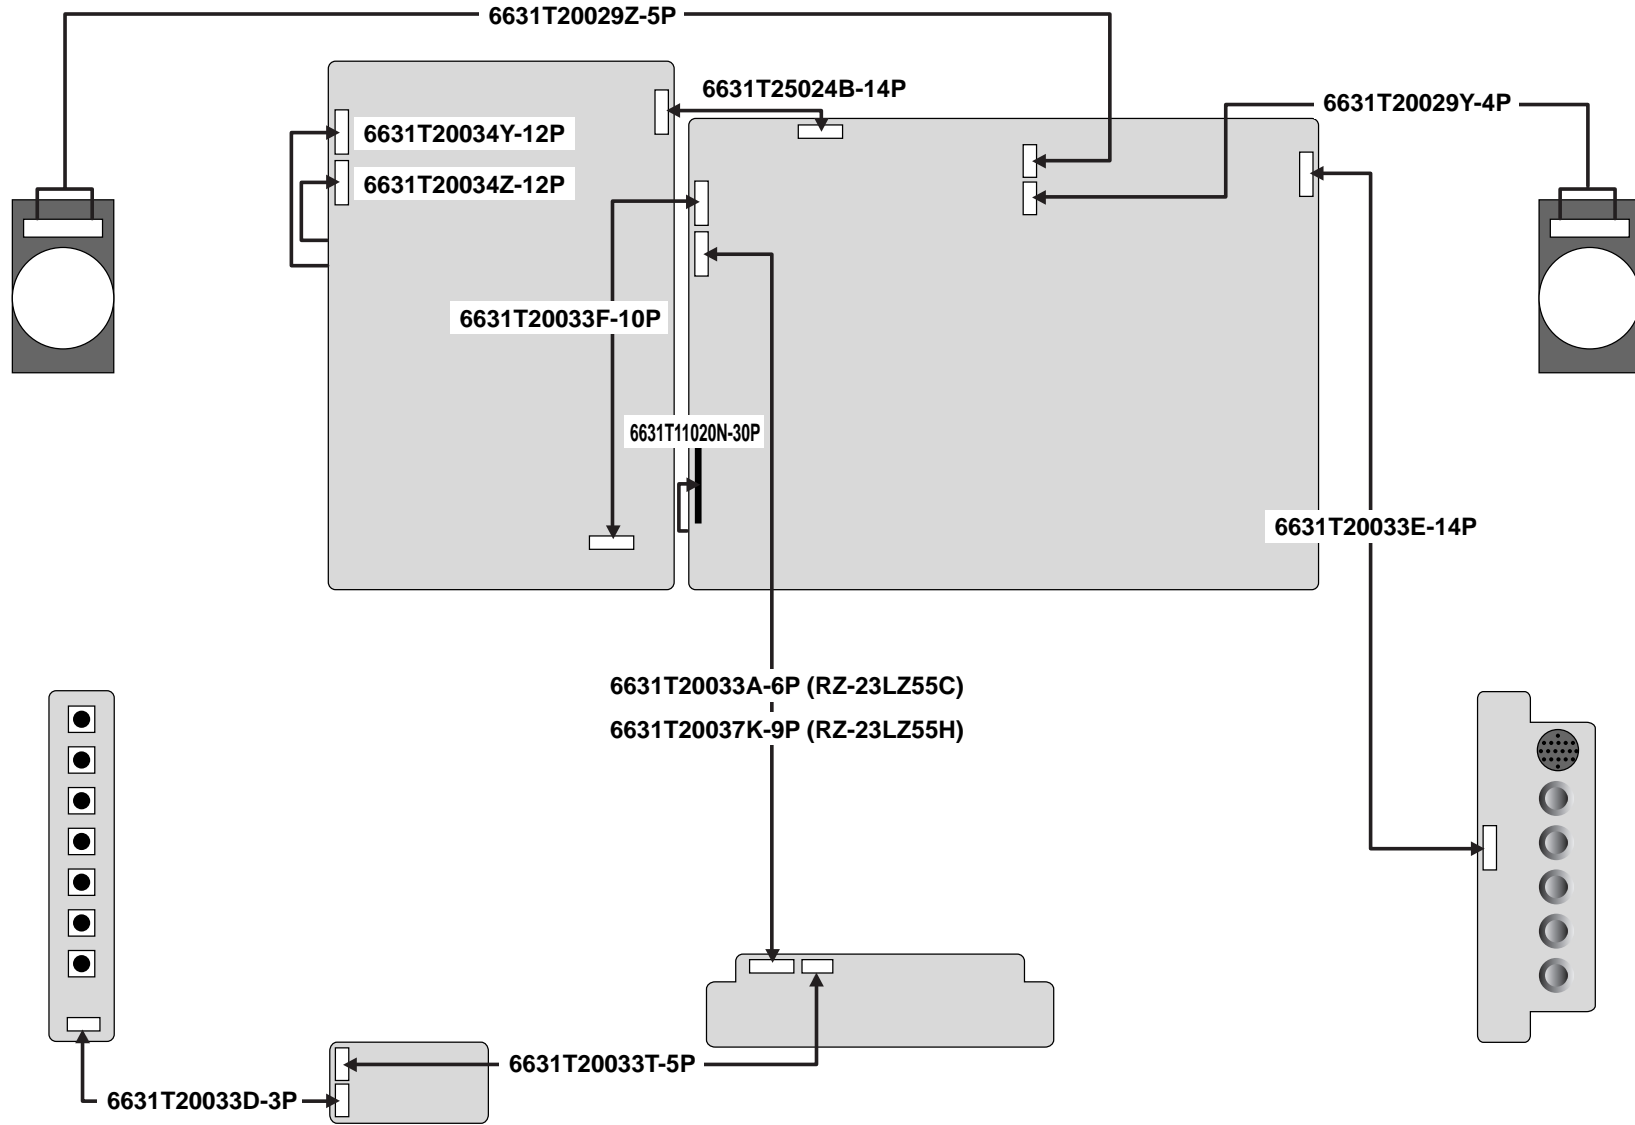 6631T20029Z-5P
6631T25024B-14P
6631T20029Y-4P
6631T20034Y-12P
6631T20034Z-12P
6631T20033F-10P
6631T11020N-30P
6631T20033E-14P
6631T20033A-6P (RZ-23LZ55C)
6631T20037K-9P (RZ-23LZ55H)
6631T20033T-5P
6631T20033D-3P